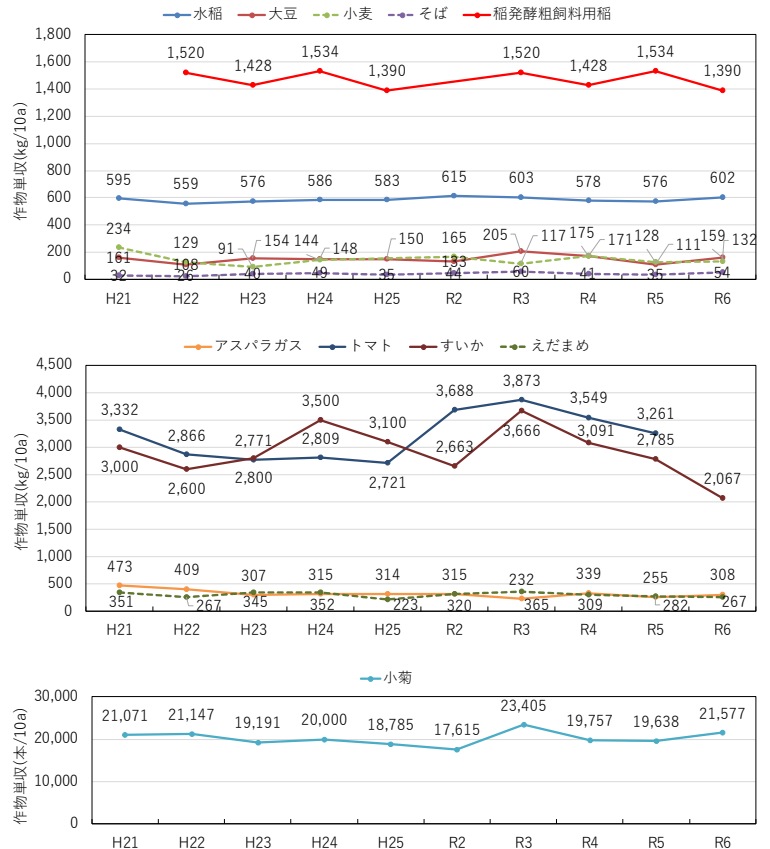 水稲 大豆 小麦 そば 稲発酵粗飼料用稲
作物単収(kg/10a)
1,800
1,600
1,400
1,200
1,000
800
600
400
200
0
1,520 1,428 1,534 1,390 1,520 1,428 1,534 1,390
595 559 576 586 583 615 603 578 576 602
234 129 91 154 144 148 150 165 205 117 175 171 128 111 159 132
161 108 133
32 26 40 49 35 44 60 41 35 54
H21 H22 H23 H24 H25 R2 R3 R4 R5 R6
アスパラガス トマト すいか えだまめ
作物単収(kg/10a)
4,500
4,000
3,500
3,000
2,500
2,000
1,500
1,000
500
0
3,332 2,866 2,771 2,809 2,721 3,688 3,873 3,549 3,261
3,000 2,600 2,800 3,500 3,100 2,663 3,666 3,091 2,785 2,067
473 409 307 315 314 315 232 339 255 308
351 267 345 352 223 320 365 309 282 267
H21 H22 H23 H24 H25 R2 R3 R4 R5 R6
小菊
作物単収(本/10a)
30,000
20,000
10,000
0
21,071 21,147 19,191 20,000 18,785 17,615 23,405 19,757 19,638 21,577
H21 H22 H23 H24 H25 R2 R3 R4 R5 R6